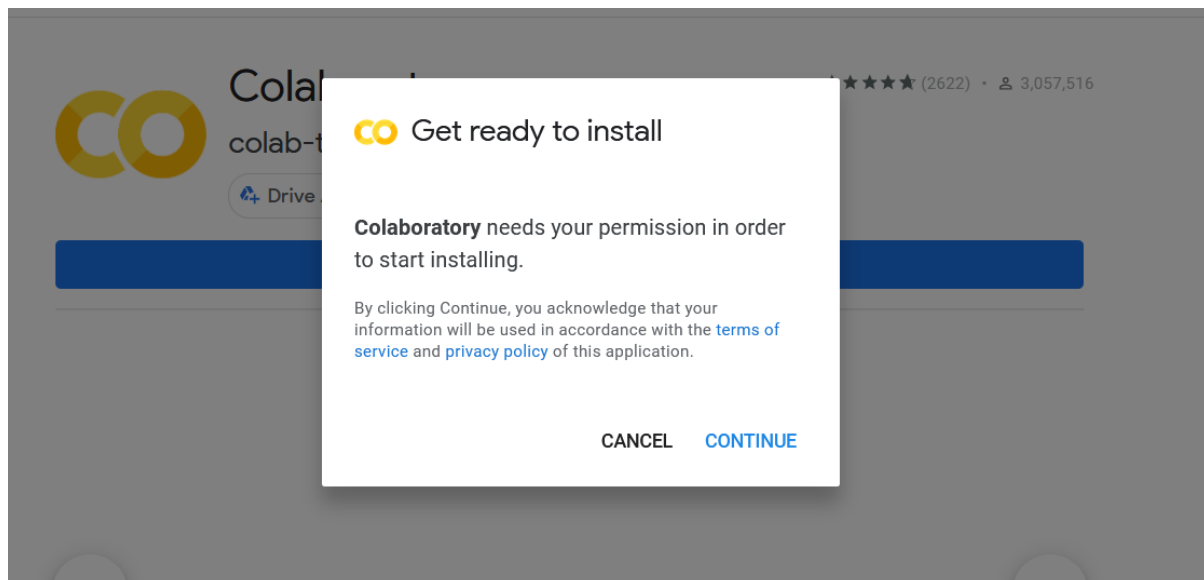 (2622) • 3,057,516
Get ready to install
colab-t
Drive
Colaboratory needs your permission in order
to start installing.
By clicking Continue, you acknowledge that your
information will be used in accordance with the terms of
service and privacy policy of this application.
CANCEL CONTINUE